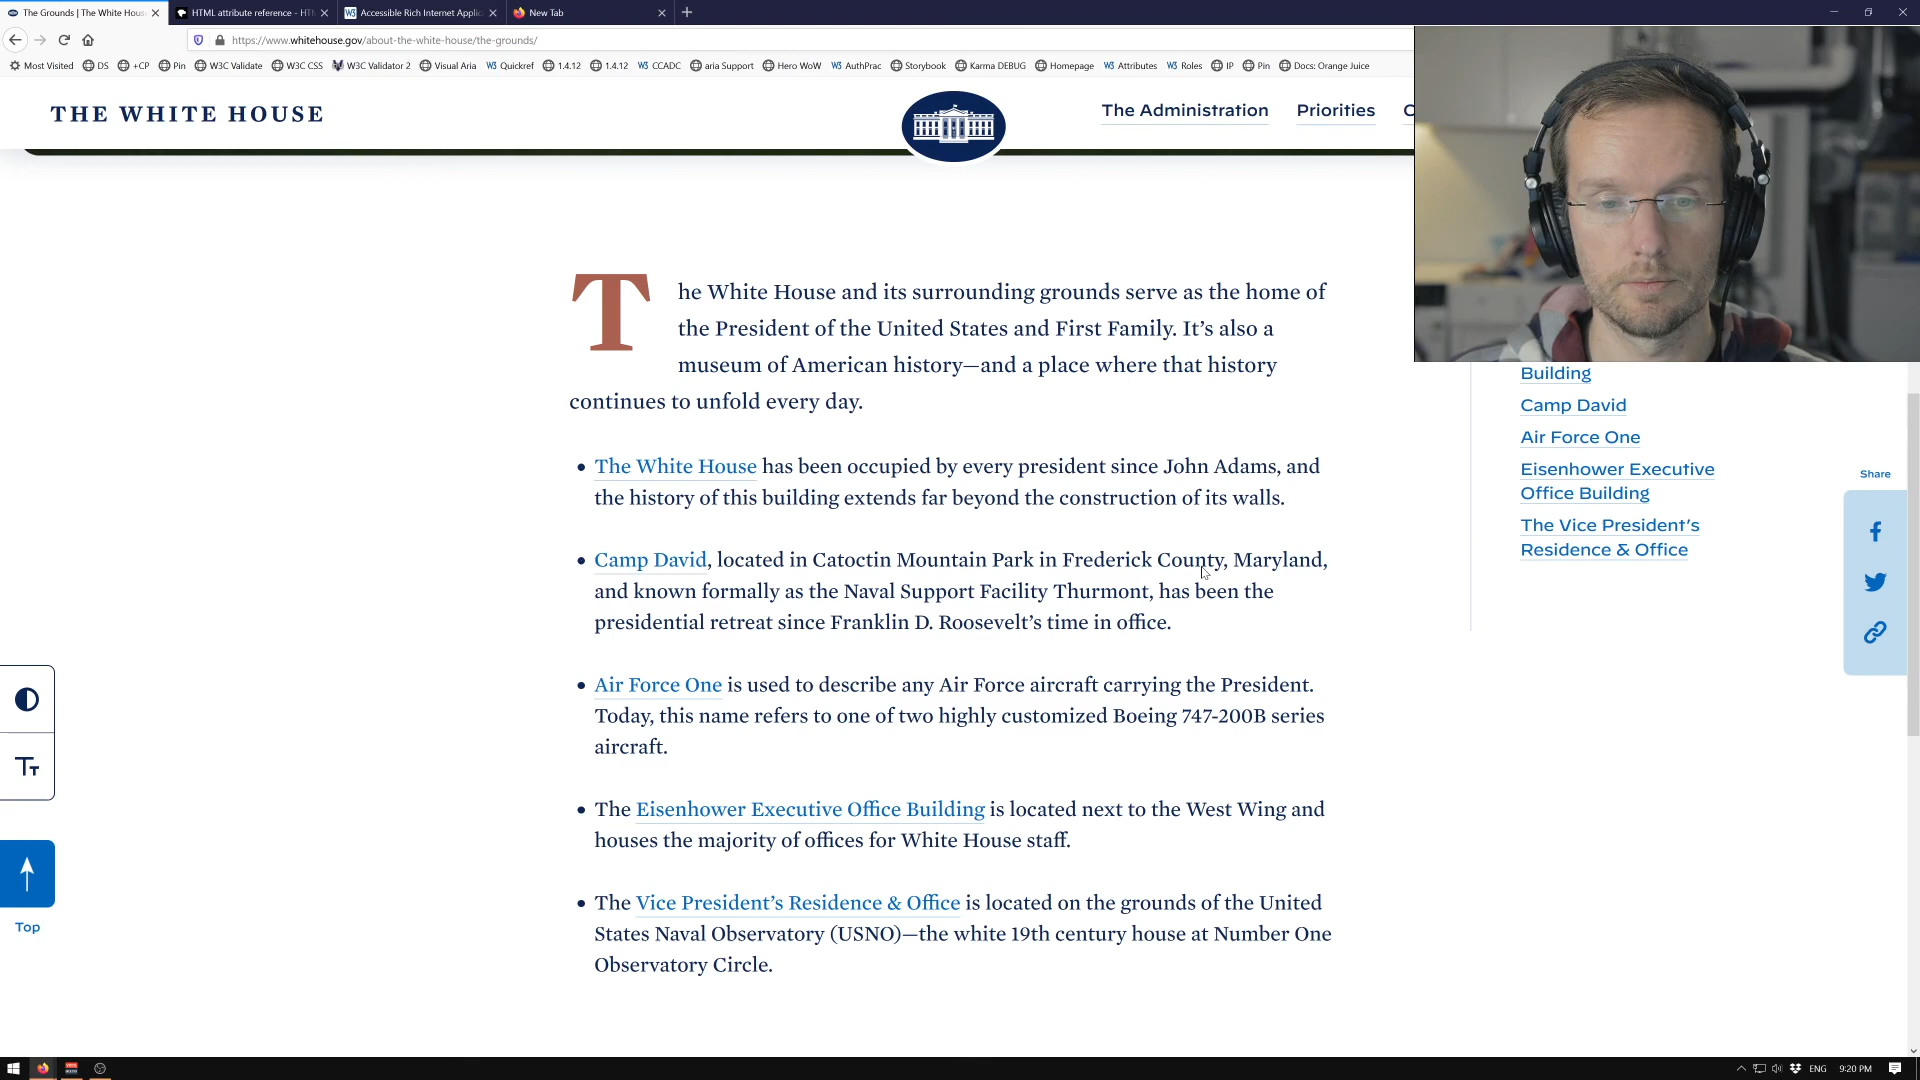 The Grounds | The White Hous
HTML attribute reference - HTM
Accessible Rich Internet Applic
New Tab
https://www.whitehouse.gov/about-the-white-house/the-grounds/
Most Visited DS +CP Pin W3C Validate W3C CSS W3C Validator 2 Visual Aria Quickref 1.4.12 1.4.12 CCADC aria Support Hero WoW AuthPrac Storybook Karma DEBUG Homepage Attributes Roles IP Pin Docs: Orange Juice
THE WHITE HOUSE
The Administration Priorities C
The White House and its surrounding grounds serve as the home of
the President of the United States and First Family. It’s also a
museum of American history—and a place where that history
continues to unfold every day.
• The White House has been occupied by every president since John Adams, and
the history of this building extends far beyond the construction of its walls.
• Camp David, located in Catoctin Mountain Park in Frederick County, Maryland,
and known formally as the Naval Support Facility Thurmont, has been the
presidential retreat since Franklin D. Roosevelt’s time in office.
• Air Force One is used to describe any Air Force aircraft carrying the President.
Today, this name refers to one of two highly customized Boeing 747-200B series
aircraft.
• The Eisenhower Executive Office Building is located next to the West Wing and
houses the majority of offices for White House staff.
• The Vice President’s Residence & Office is located on the grounds of the United
States Naval Observatory (USNO)—the white 19th century house at Number One
Observatory Circle.
Building
Camp David
Air Force One
Eisenhower Executive
Office Building
The Vice President’s
Residence & Office
Share
Tт
Top
ENG 9:20 PM